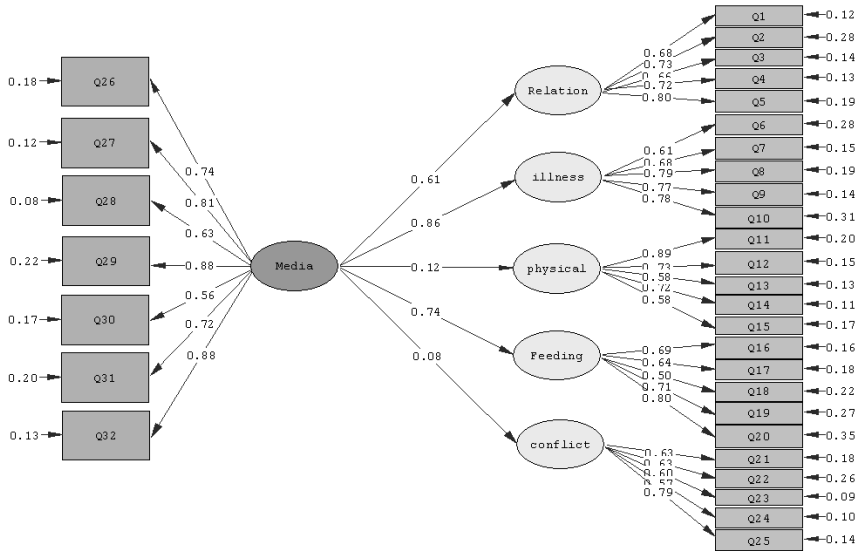 0.18
Q26
0.12
Q27
0.08
Q28
0.22
Q29
0.17
Q30
0.20
Q31
0.13
Q32
0.74
0.81
0.63
0.88
0.56
0.72
0.88
Media
0.61
0.86
0.12
0.74
0.08
Relation
illness
physical
Feeding
conflict
0.68
0.73
0.66
0.72
0.80
0.61
0.68
0.79
0.77
0.78
0.89
0.73
0.58
0.72
0.58
0.69
0.64
0.50
0.71
0.80
0.63
0.63
0.60
0.57
0.79
Q1 0.12
Q2 0.28
Q3 0.14
Q4 0.13
Q5 0.19
Q6 0.28
Q7 0.15
Q8 0.19
Q9 0.14
Q10 0.31
Q11 0.20
Q12 0.15
Q13 0.13
Q14 0.11
Q15 0.17
Q16 0.16
Q17 0.18
Q18 0.22
Q19 0.27
Q20 0.35
Q21 0.18
Q22 0.26
Q23 0.09
Q24 0.10
Q25 0.14